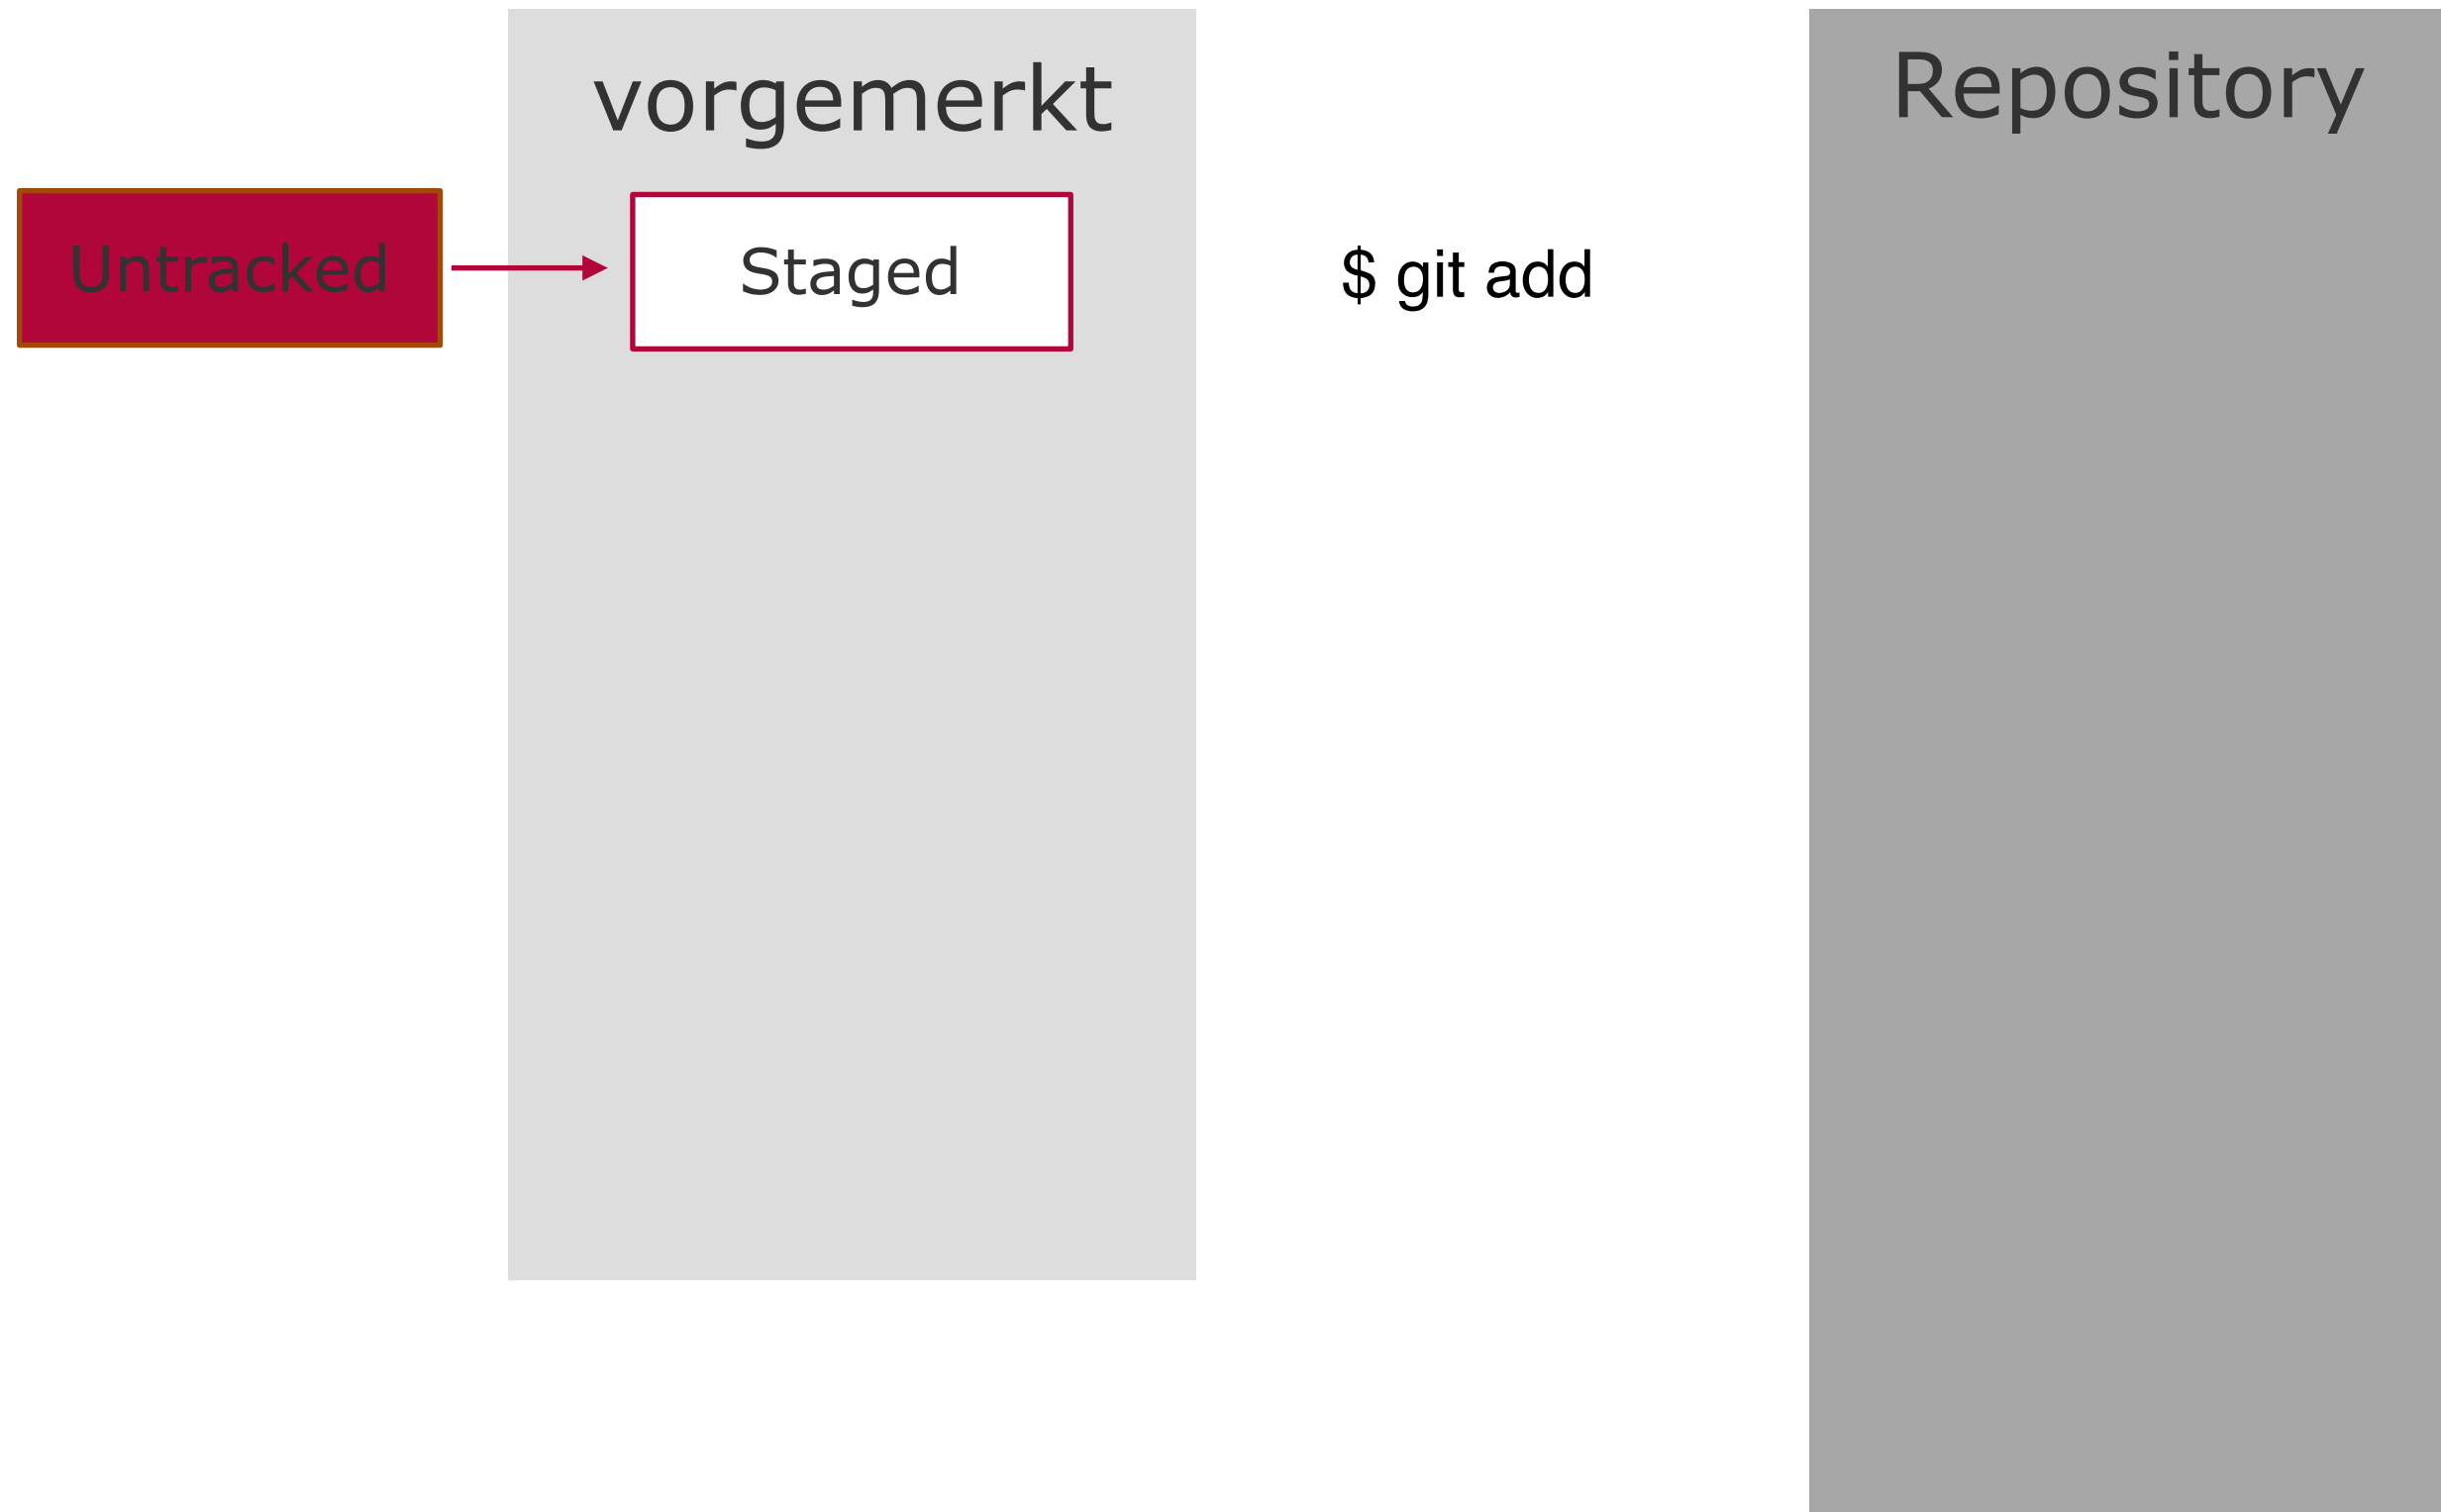 vorgemerkt
Repository
Untracked
Staged
$ git add